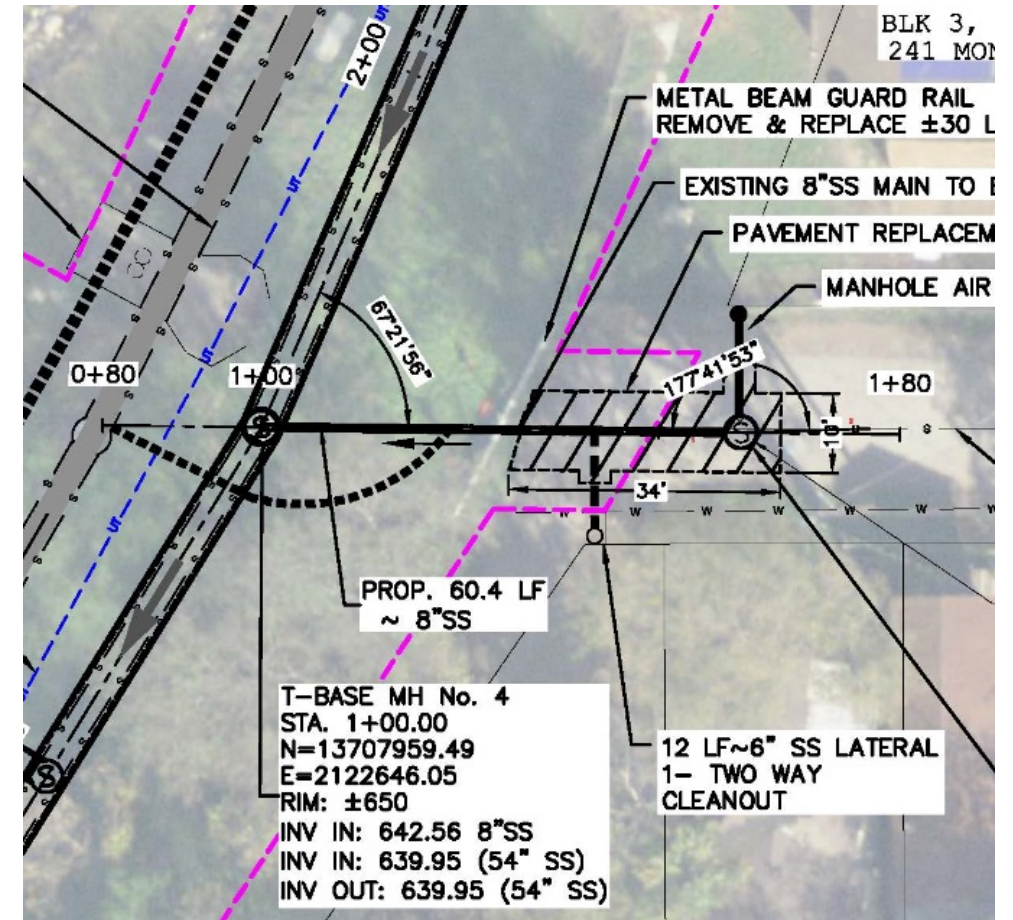 BLK 3,
241 MON
2+00
METAL BEAM GUARD RAIL
REMOVE & REPLACE ±30 L
EXISTING 8"SS MAIN TO
PAVEMENT REPLACEM
MANHOLE AIR
67°21'56"
177°41'53"
0+80
1+00
1+80
S
S
10'
34'
W W W W W W W
PROP. 60.4 LF
~ 8"SS
T-BASE MH No. 4
STA. 1+00.00
N=13707959.49
E=2122646.05
RIM: ±650
INV IN: 642.56 8"SS
INV IN: 639.95 (54" SS)
INV OUT: 639.95 (54" SS)
12 LF~6" SS LATERAL
1- TWO WAY
CLEANOUT
S